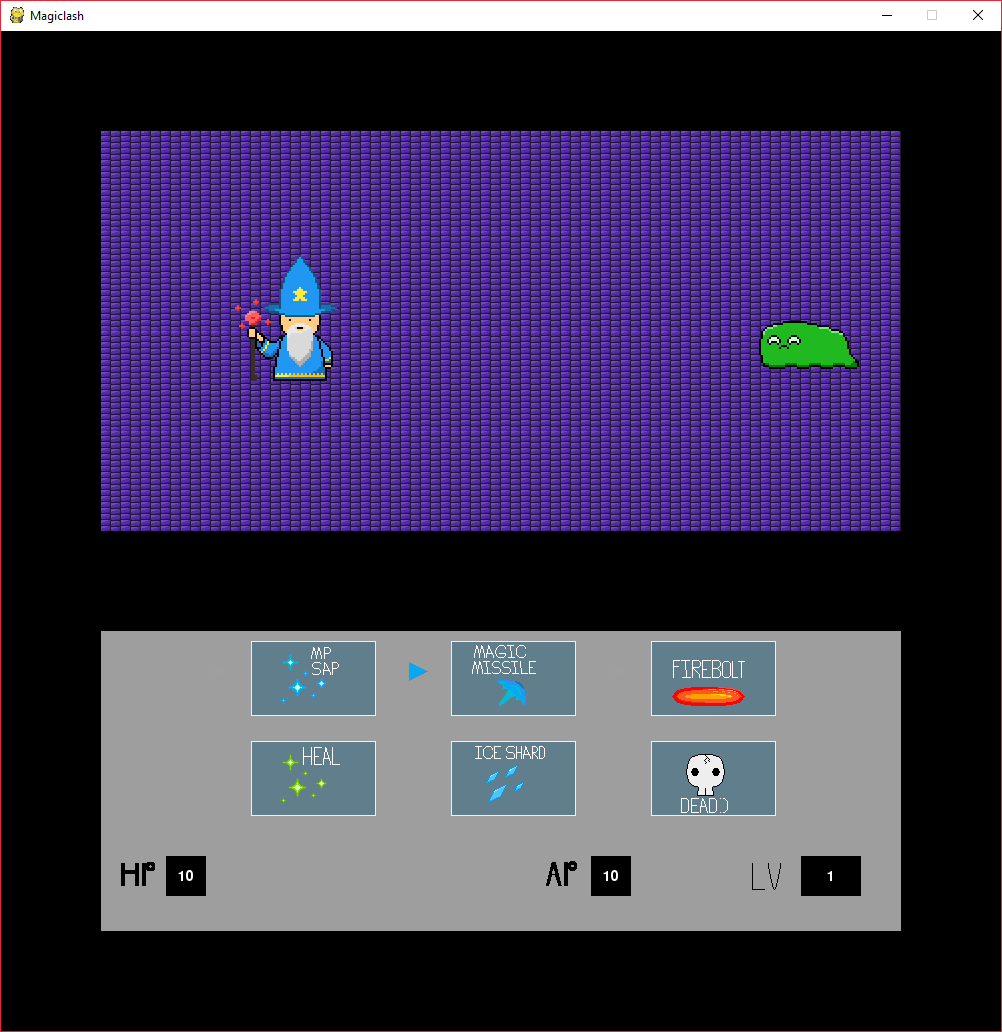 Magiclash
MP
SAP
MAGIC
MISSILE
FIREBOLT
HEAL
ICE SHARD
DEAD:)
HP 10
AP 10
LV 1